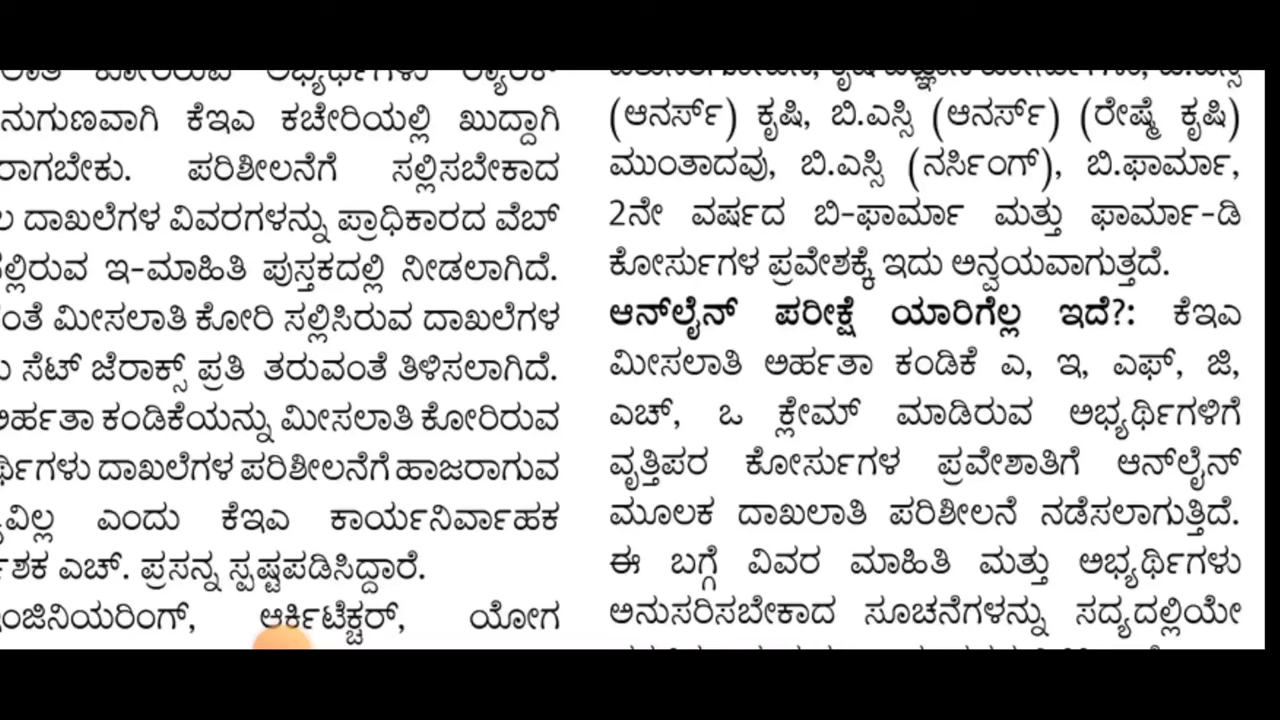 ನುಗುಣವಾಗಿ ಕೆಇಎ ಕಚೇರಿಯಲ್ಲಿ ಖುದ್ದಾಗಿ
ರಾಗಬೇಕು. ಪರಿಶೀಲನೆಗೆ ಸಲ್ಲಿಸಬೇಕಾದ
ಲ ದಾಖಲೆಗಳ ವಿವರಗಳನ್ನು ಪ್ರಾಧಿಕಾರದ ವೆಬ್
ಲ್ಲಿರುವ ಇ-ಮಾಹಿತಿ ಪುಸ್ತಕದಲ್ಲಿ ನೀಡಲಾಗಿದೆ.
ಂತೆ ಮೀಸಲಾತಿ ಕೋರಿ ಸಲ್ಲಿಸಿರುವ ದಾಖಲೆಗಳ
ಸೆಟ್ ಜೆರಾಕ್ಸ್ ಪ್ರತಿ ತರುವಂತೆ ತಿಳಿಸಲಾಗಿದೆ.
ಅರ್ಹತಾ ಕಂಡಿಕೆಯನ್ನು ಮೀಸಲಾತಿ ಕೋರಿರುವ
ರ್ಥಿಗಳು ದಾಖಲೆಗಳ ಪರಿಶೀಲನೆಗೆ ಹಾಜರಾಗುವ
ವಿಲ್ಲ ಎಂದು ಕೆಇಎ ಕಾರ್ಯನಿರ್ವಾಹಕ
ಶಕ ಎಚ್. ಪ್ರಸನ್ನ ಸ್ಪಷ್ಟಪಡಿಸಿದ್ದಾರೆ.
ಂಜಿನಿಯರಿಂಗ್, ಆರ್ಕಿಟೆಕ್ಚರ್, ಯೋಗ
(ಆನರ್ಸ್) ಕೃಷಿ, ಬಿ.ಎಸ್ಸಿ (ಆನರ್ಸ್) (ರೇಷ್ಮೆ ಕೃಷಿ)
ಮುಂತಾದವು, ಬಿ.ಎಸ್ಸಿ (ನರ್ಸಿಂಗ್), ಬಿ.ಫಾರ್ಮಾ,
2ನೇ ವರ್ಷದ ಬಿ-ಫಾರ್ಮಾ ಮತ್ತು ಫಾರ್ಮಾ-ಡಿ
ಕೋರ್ಸುಗಳ ಪ್ರವೇಶಕ್ಕೆ ಇದು ಅನ್ವಯವಾಗುತ್ತದೆ.
ಆನ್‌ಲೈನ್ ಪರೀಕ್ಷೆ ಯಾರಿಗೆಲ್ಲ ಇದೆ?: ಕೆಇಎ
ಮೀಸಲಾತಿ ಅರ್ಹತಾ ಕಂಡಿಕೆ ಎ, ಇ, ಎಫ್, ಜಿ,
ಎಚ್, ಒ ಕ್ಲೇಮ್ ಮಾಡಿರುವ ಅಭ್ಯರ್ಥಿಗಳಿಗೆ
ವೃತ್ತಿಪರ ಕೋರ್ಸುಗಳ ಪ್ರವೇಶಾತಿಗೆ ಆನ್‌ಲೈನ್
ಮೂಲಕ ದಾಖಲಾತಿ ಪರಿಶೀಲನೆ ನಡೆಸಲಾಗುತ್ತಿದೆ.
ಈ ಬಗ್ಗೆ ವಿವರ ಮಾಹಿತಿ ಮತ್ತು ಅಭ್ಯರ್ಥಿಗಳು
ಅನುಸರಿಸಬೇಕಾದ ಸೂಚನೆಗಳನ್ನು ಸದ್ಯದಲ್ಲಿಯೇ